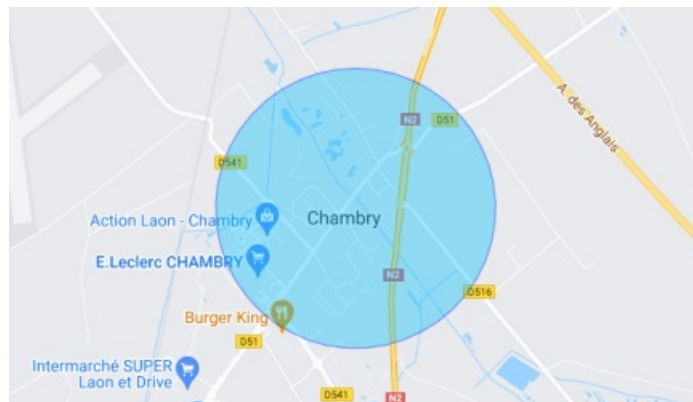 N2
D51
A. des Anglais
D541
Action Laon - Chambry
Chambry
E.Leclerc CHAMBRY
N2
D516
Burger King
D51
Intermarché SUPER
Laon et Drive
D541
N2